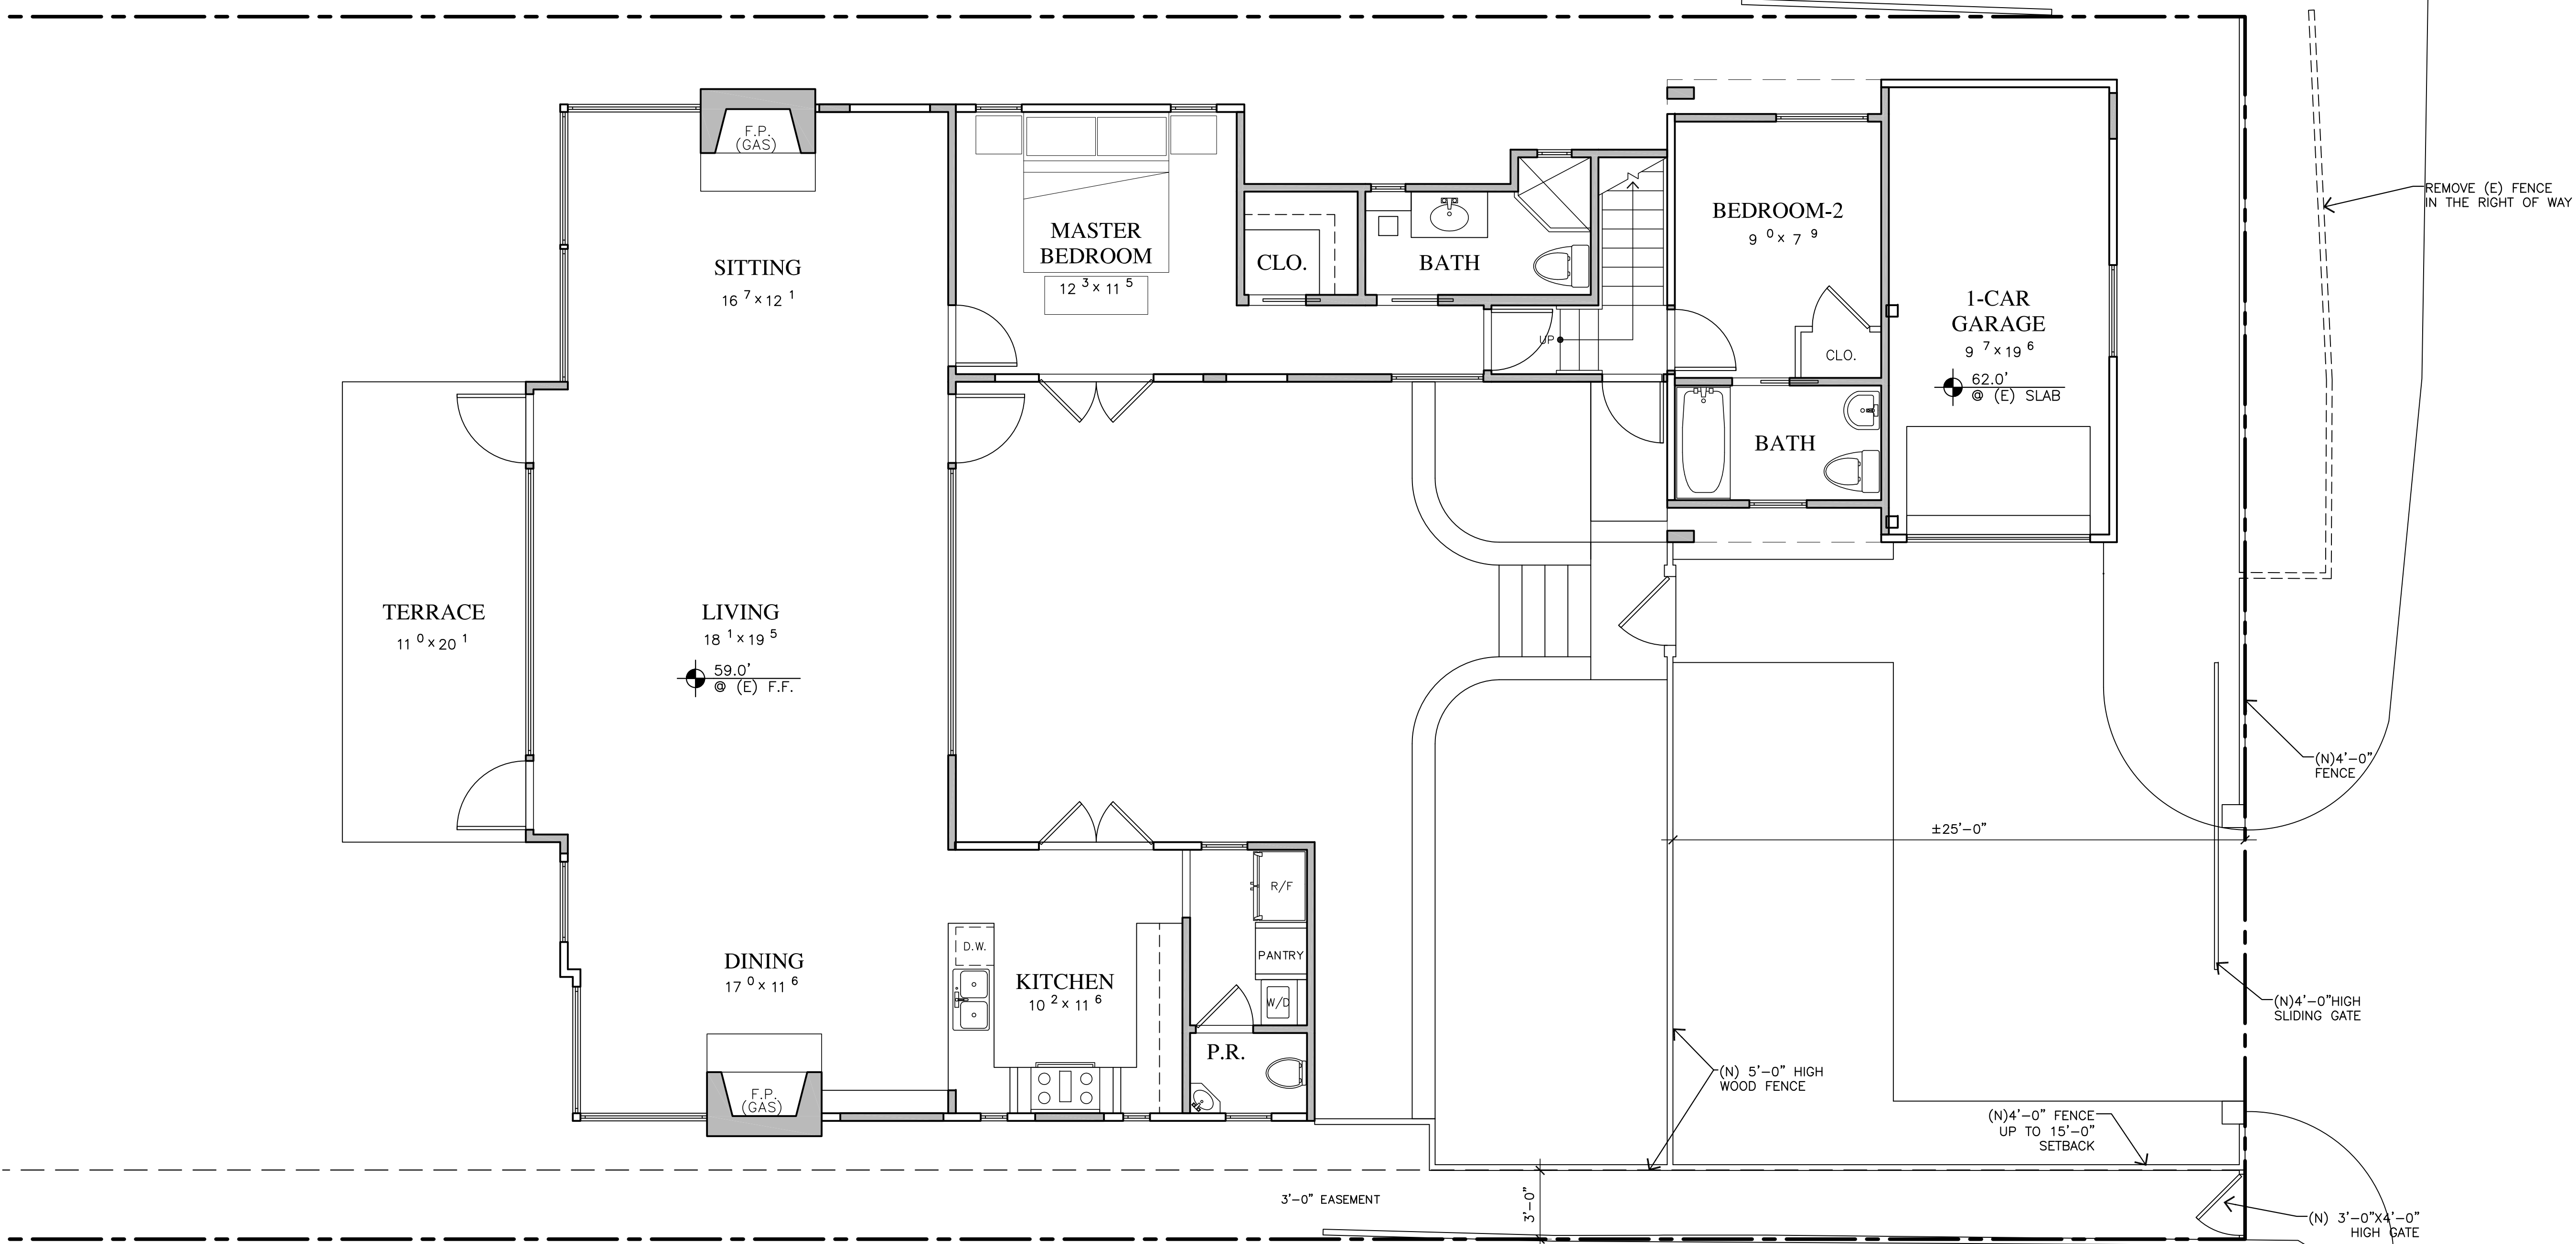 F.P.
(GAS)
SITTING
16 7 x 12 1
MASTER
BEDROOM
12 3 x 11 5
CLO.
BATH
UP
BEDROOM-2
9 0 x 7 9
CLO.
BATH
1-CAR
GARAGE
9 7 x 19 6
62.0'
@ (E) SLAB
REMOVE (E) FENCE
IN THE RIGHT OF WAY
TERRACE
11 0 x 20 1
LIVING
18 1 x 19 5
59.0'
@ (E) F.F.
(N)4'-0"
FENCE
±25'-0"
DINING
17 0 x 11 6
F.P.
(GAS)
D.W.
KITCHEN
10 2 x 11 6
R/F
PANTRY
W/D
P.R.
(N)4'-0"HIGH
SLIDING GATE
(N) 5'-0" HIGH
WOOD FENCE
(N)4'-0" FENCE
UP TO 15'-0"
SETBACK
3'-0" EASEMENT
3'-0"
(N) 3'-0"X4'-0"
HIGH GATE